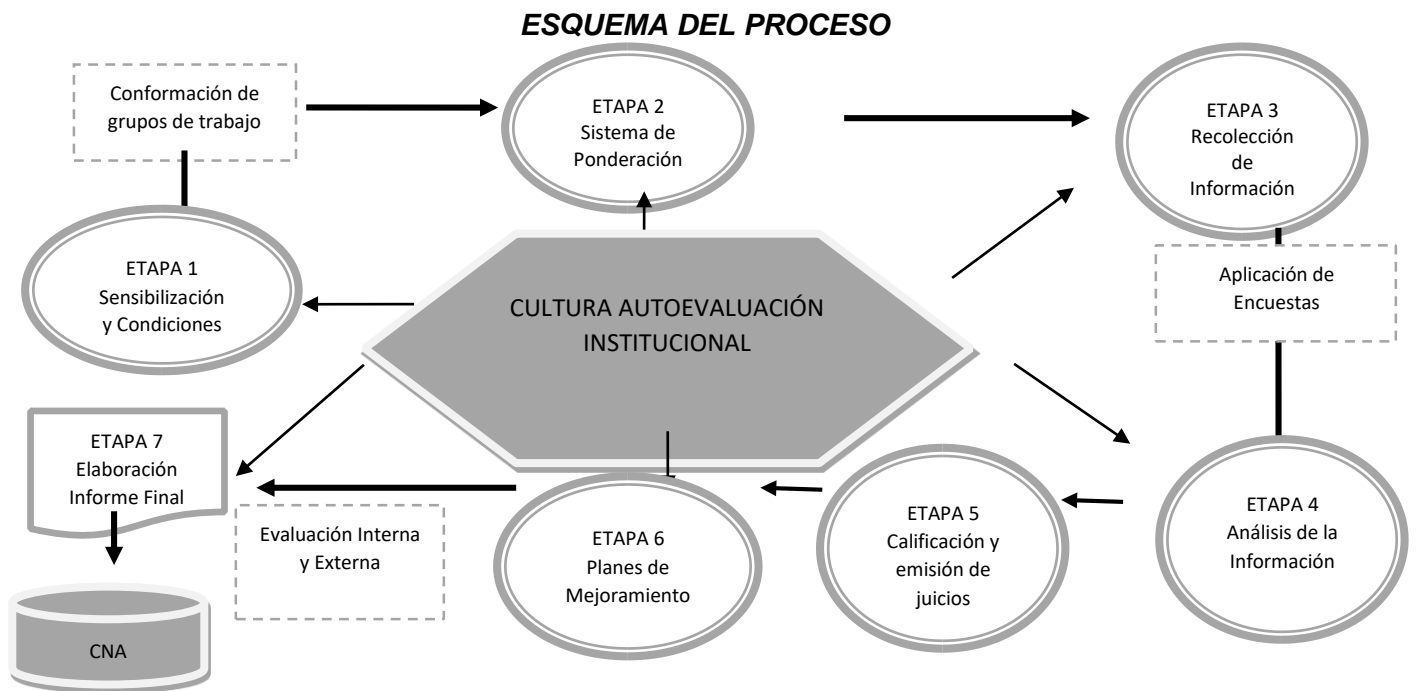 ESQUEMA DEL PROCESO
Conformación de
grupos de trabajo
ETAPA 2
Sistema de
Ponderación
ETAPA 3
Recolección
de
Información
ETAPA 1
Sensibilización
y Condiciones
CULTURA AUTOEVALUACIÓN
INSTITUCIONAL
Aplicación de
Encuestas
ETAPA 7
Elaboración
Informe Final
Evaluación Interna
y Externa
ETAPA 6
Planes de
Mejoramiento
ETAPA 5
Calificación y
emisión de
juicios
ETAPA 4
Análisis de la
Información
CNA